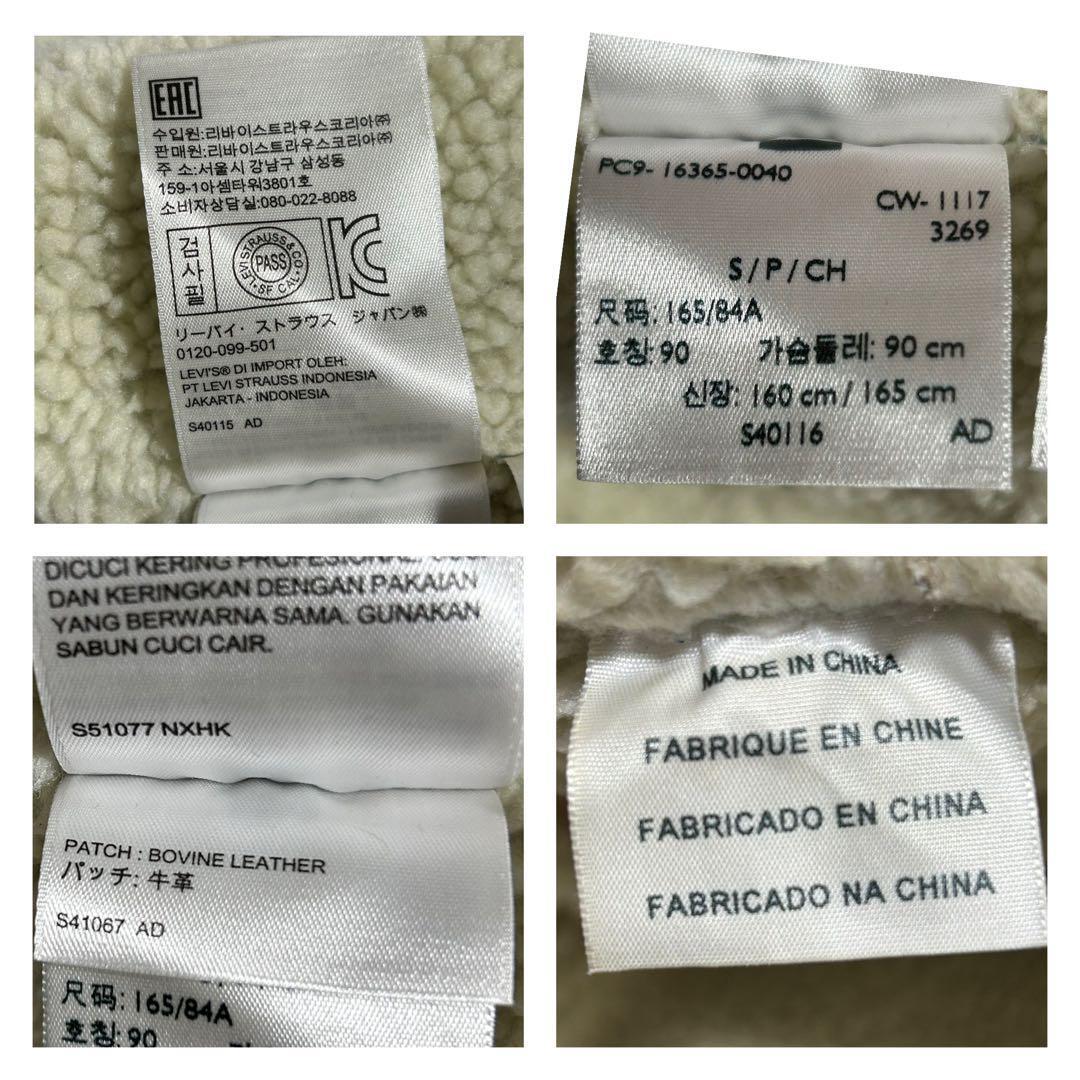 EAC
수입원:리바이스트라우스코리아㈜
판매원:리바이스트라우스코리아㈜
주 소:서울시 강남구 삼성동
159-1아셈타워3801호
소비자상담실:080-022-8088
검사필
LEVI STRAUSS & CO
PASS
SF CAL
KC
リーバイ・ストラウス ジャパン㈱
0120-099-501
LEVI'S® DI IMPORT OLEH:
PT LEVI STRAUSS INDONESIA
JAKARTA - INDONESIA
S40115 AD
PC9- 16365-0040
CW- 1117
3269
S / P / CH
尺码: 165/84A
호칭: 90 가슴둘레: 90 cm
신장: 160 cm / 165 cm
S40116 AD
DICUCI KERING PROFESIONAL.
DAN KERINGKAN DENGAN PAKAIAN
YANG BERWARNA SAMA. GUNAKAN
SABUN CUCI CAIR.
S51077 NXHK
PATCH : BOVINE LEATHER
パッチ: 牛革
S41067 AD
尺码: 165/84A
호칭: 90
MADE IN CHINA
FABRIQUE EN CHINE
FABRICADO EN CHINA
FABRICADO NA CHINA